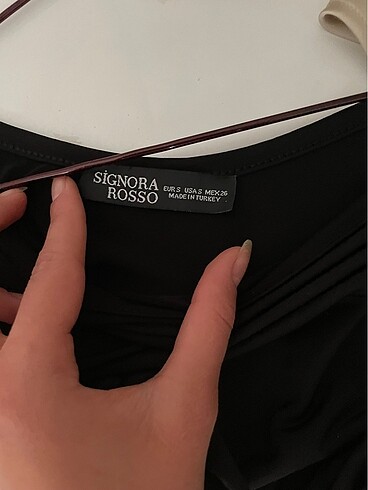 SİGNORA
ROSSO
EUR S USA S MEX 26
MADE IN TURKEY